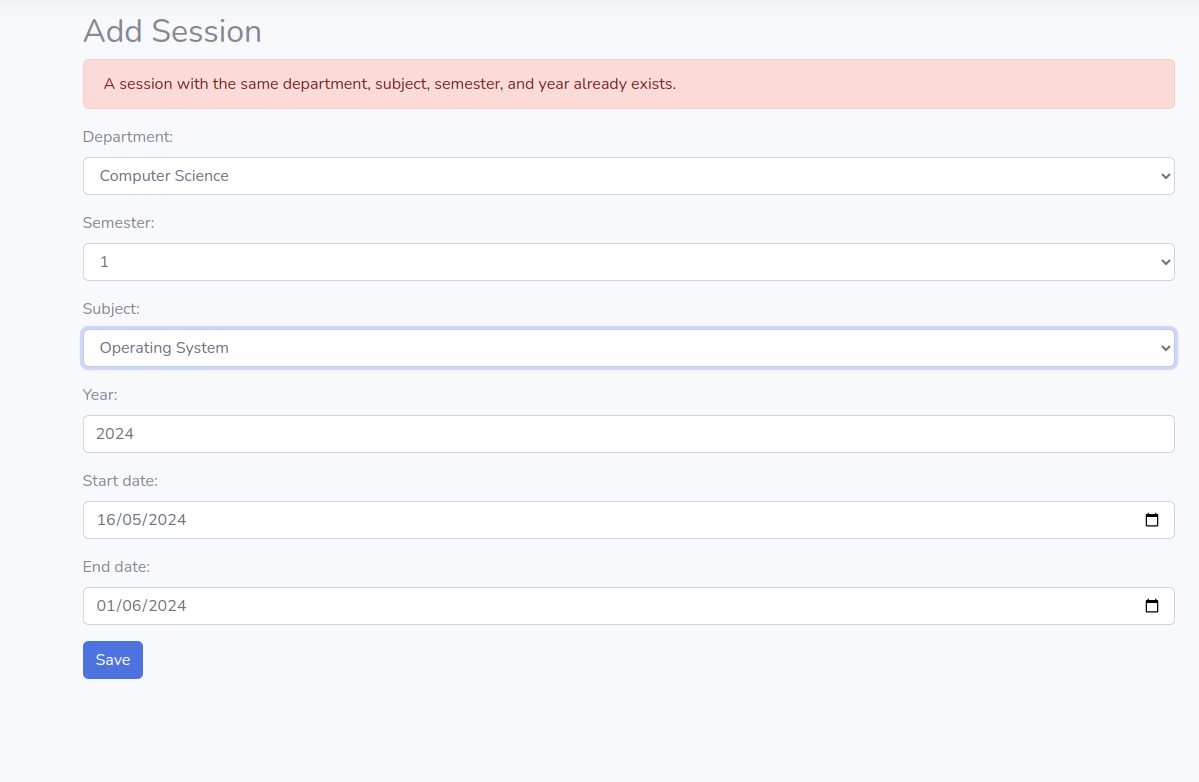 Add Session
A session with the same department, subject, semester, and year already exists.
Department:
Computer Science
Semester:
1
Subject:
Operating System
Year:
2024
Start date:
16/05/2024
End date:
01/06/2024
Save